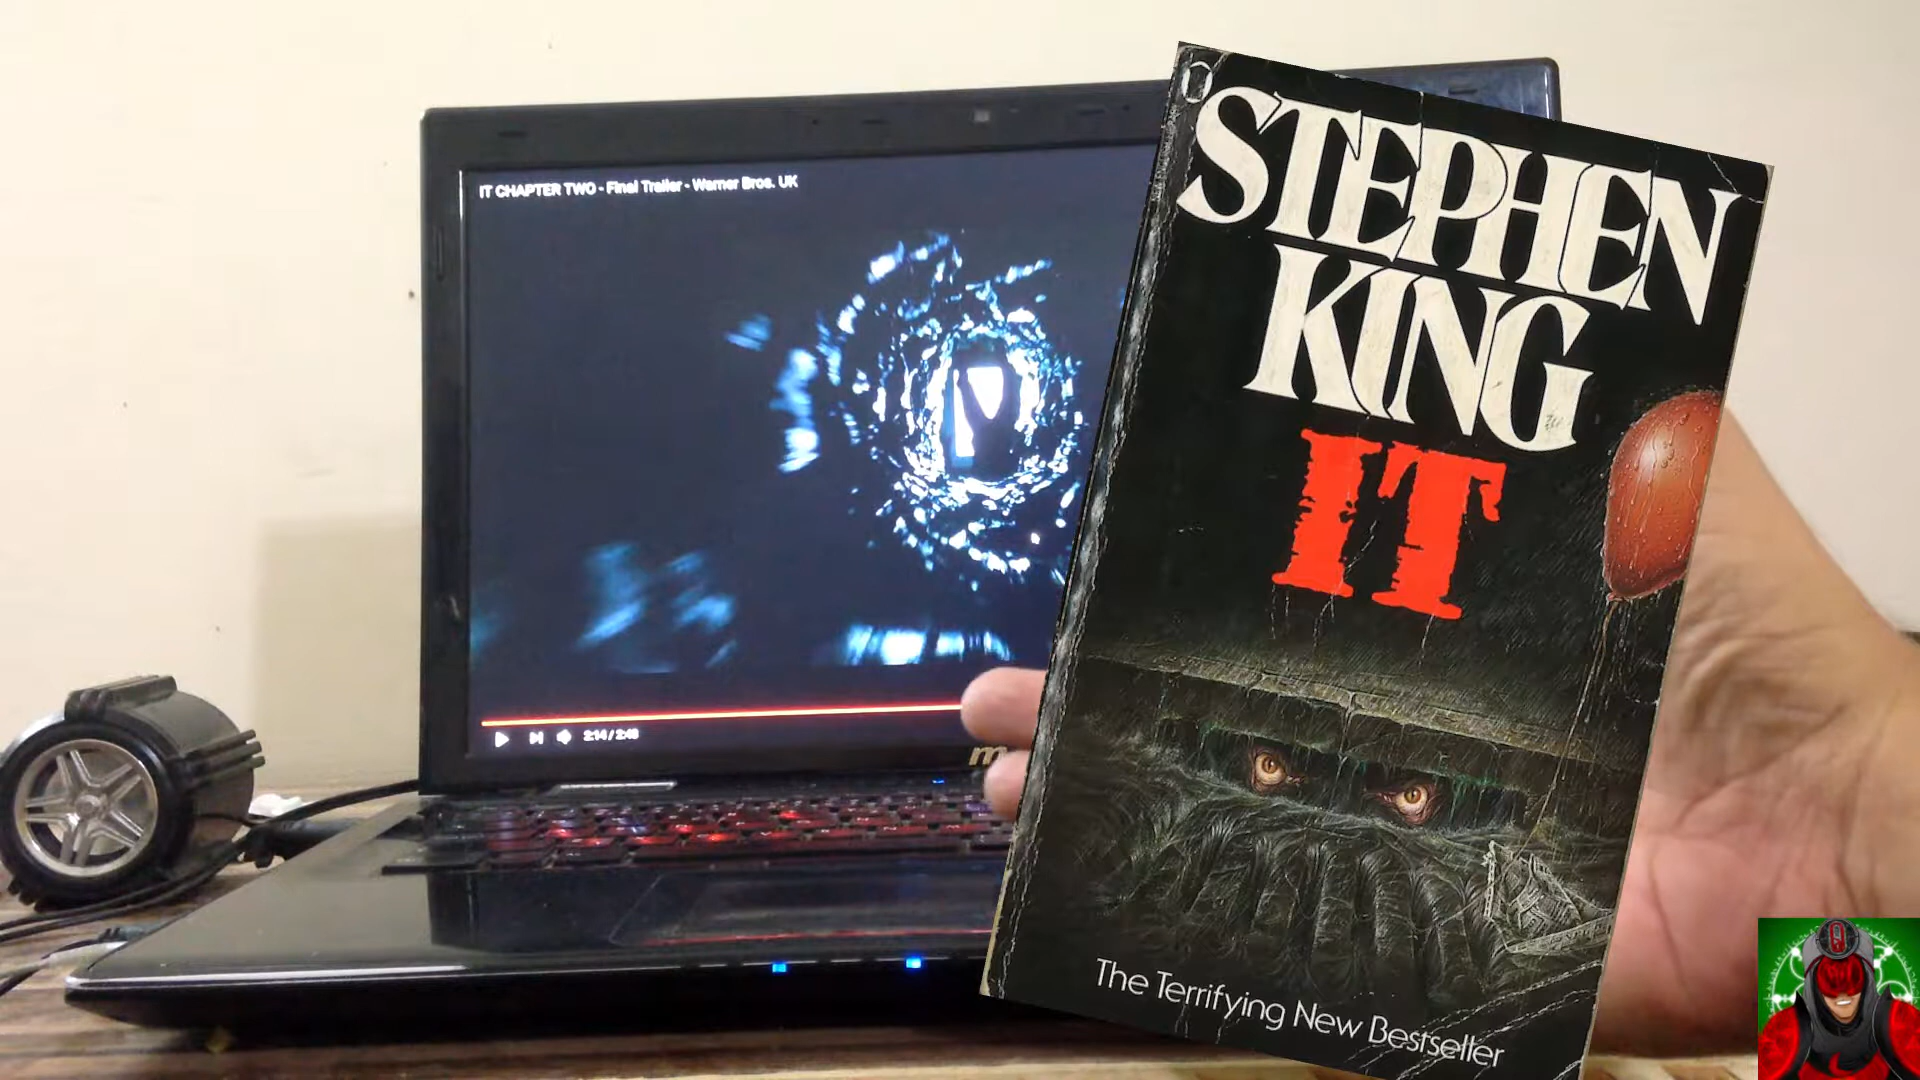 IT CHAPTER TWO - Final Trailer - Warner Bros. UK
2:14 / 2:48
STEPHEN
KING
IT
The Terrifying New Bestseller